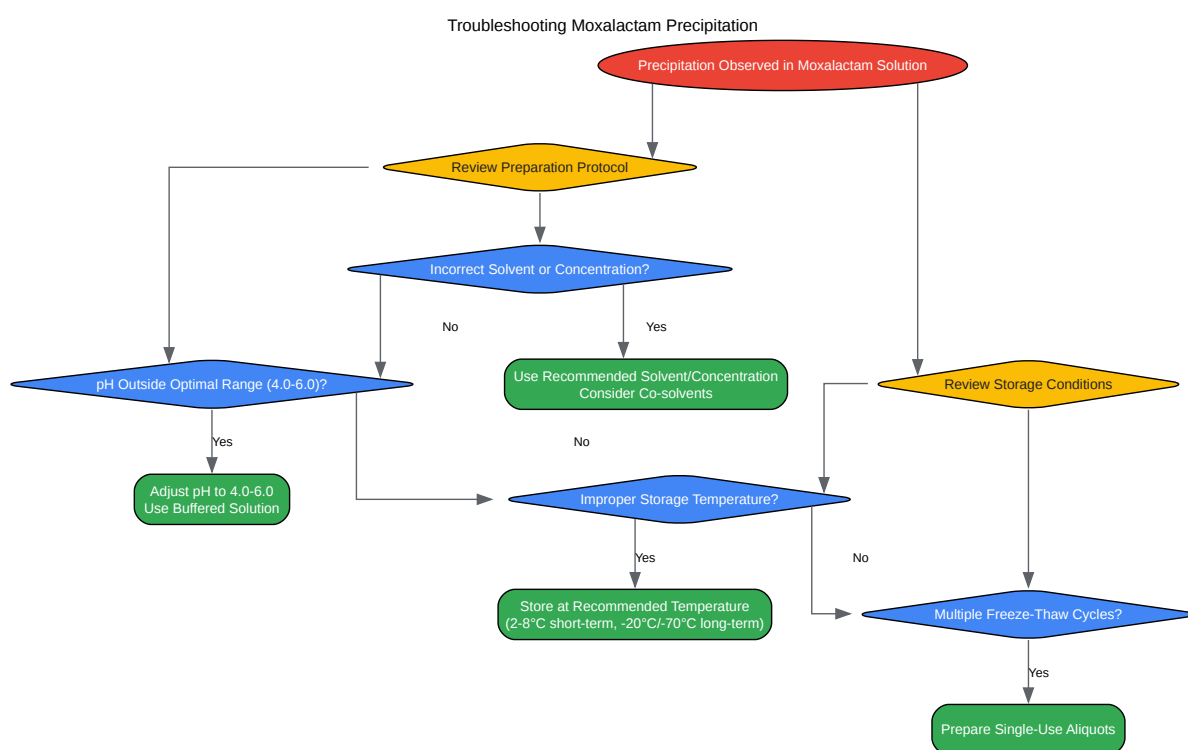 Troubleshooting Moxalactam Precipitation
Precipitation Observed in Moxalactam Solution
Review Preparation Protocol
Incorrect Solvent or Concentration?
No
Yes
Use Recommended Solvent/Concentration
Consider Co-solvents
pH Outside Optimal Range (4.0-6.0)?
Review Storage Conditions
Yes
No
Adjust pH to 4.0-6.0
Use Buffered Solution
Improper Storage Temperature?
Yes
No
Store at Recommended Temperature
(2-8°C short-term, -20°C/-70°C long-term)
Multiple Freeze-Thaw Cycles?
Yes
Prepare Single-Use Aliquots